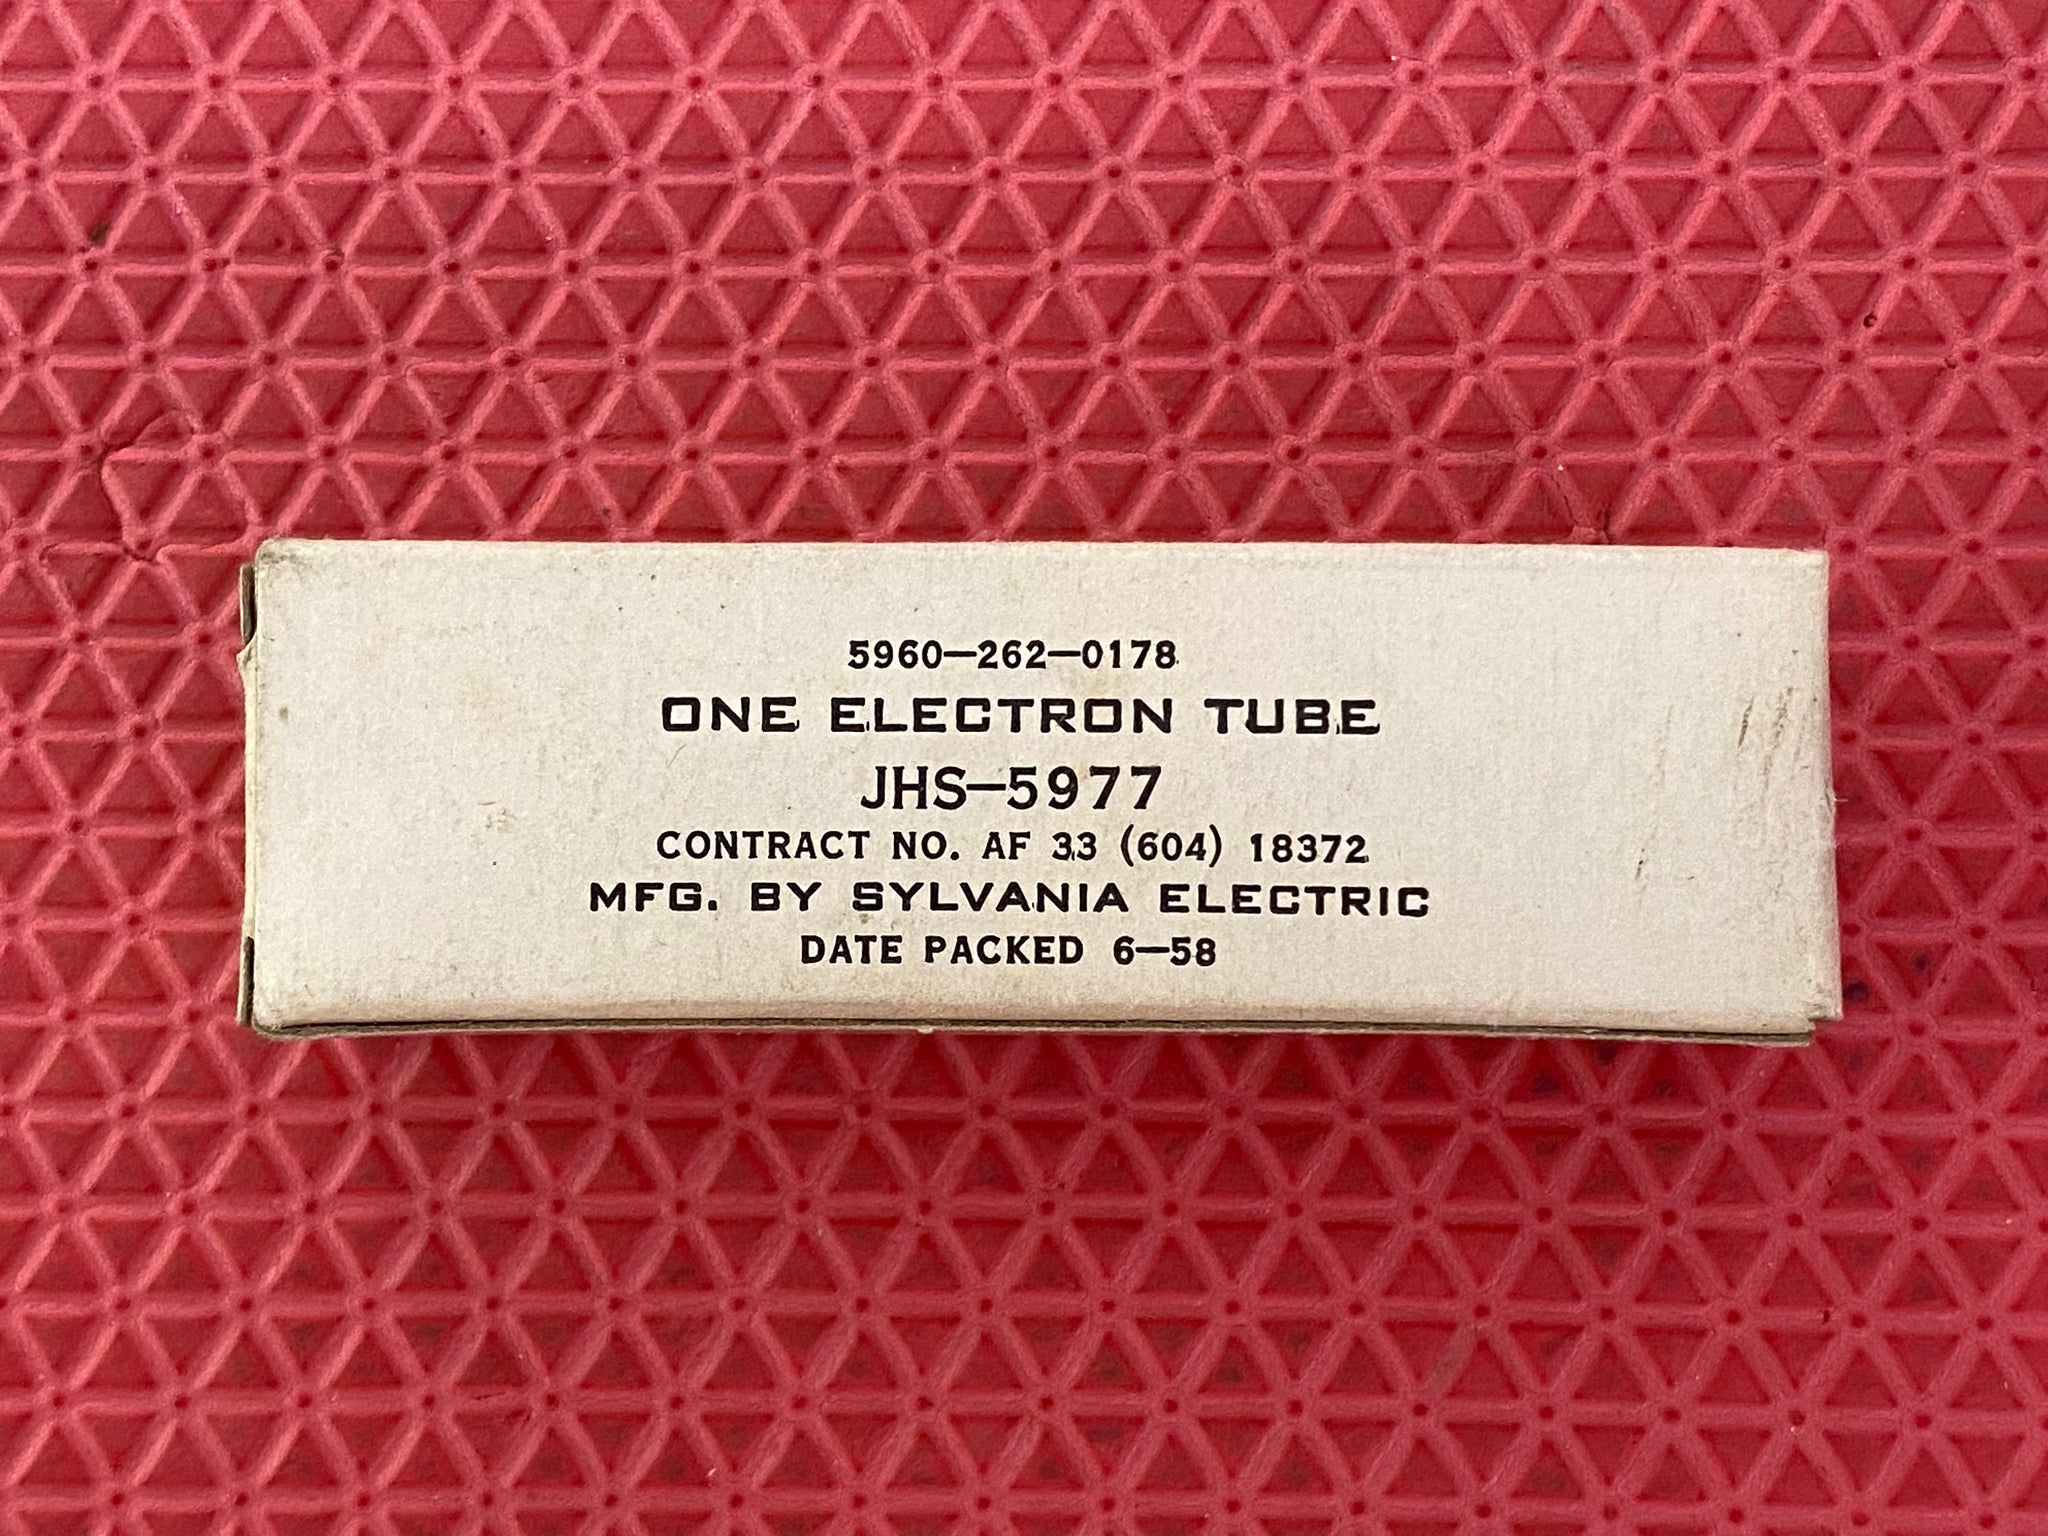 5960-262-0178
ONE ELECTRON TUBE
JHS-5977
CONTRACT NO. AF 33 (604) 18372
MFG. BY SYLVANIA ELECTRIC
DATE PACKED 6-58